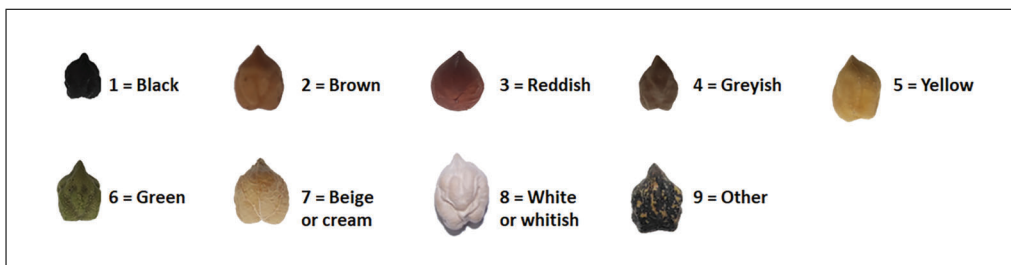 1 = Black
2 = Brown
3 = Reddish
4 = Greyish
5 = Yellow
6 = Green
7 = Beige
or cream
8 = White
or whitish
9 = Other